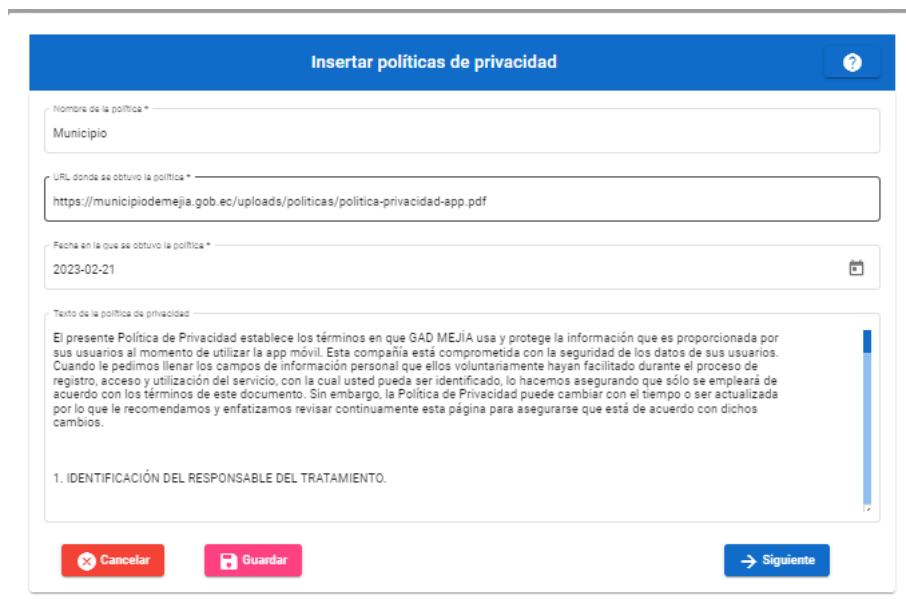 Insertar políticas de privacidad
?
Nombre de la política *
Municipio
URL donde se obtuvo la política *
https://municipiodemejia.gob.ec/uploads/politicas/politica-privacidad-app.pdf
Fecha en la que se obtuvo la política *
2023-02-21
Texto de la política de privacidad
El presente Política de Privacidad establece los términos en que GAD MEJÍA usa y protege la información que es proporcionada por
sus usuarios al momento de utilizar la app móvil. Esta compañía está comprometida con la seguridad de los datos de sus usuarios.
Cuando le pedimos llenar los campos de información personal que ellos voluntariamente hayan facilitado durante el proceso de
registro, acceso y utilización del servicio, con la cual usted pueda ser identificado, lo hacemos asegurando que sólo se empleará de
acuerdo con los términos de este documento. Sin embargo, la Política de Privacidad puede cambiar con el tiempo o ser actualizada
por lo que le recomendamos y enfatizamos revisar continuamente esta página para asegurarse que está de acuerdo con dichos
cambios.
1. IDENTIFICACIÓN DEL RESPONSABLE DEL TRATAMIENTO.
Cancelar
Guardar
Siguiente